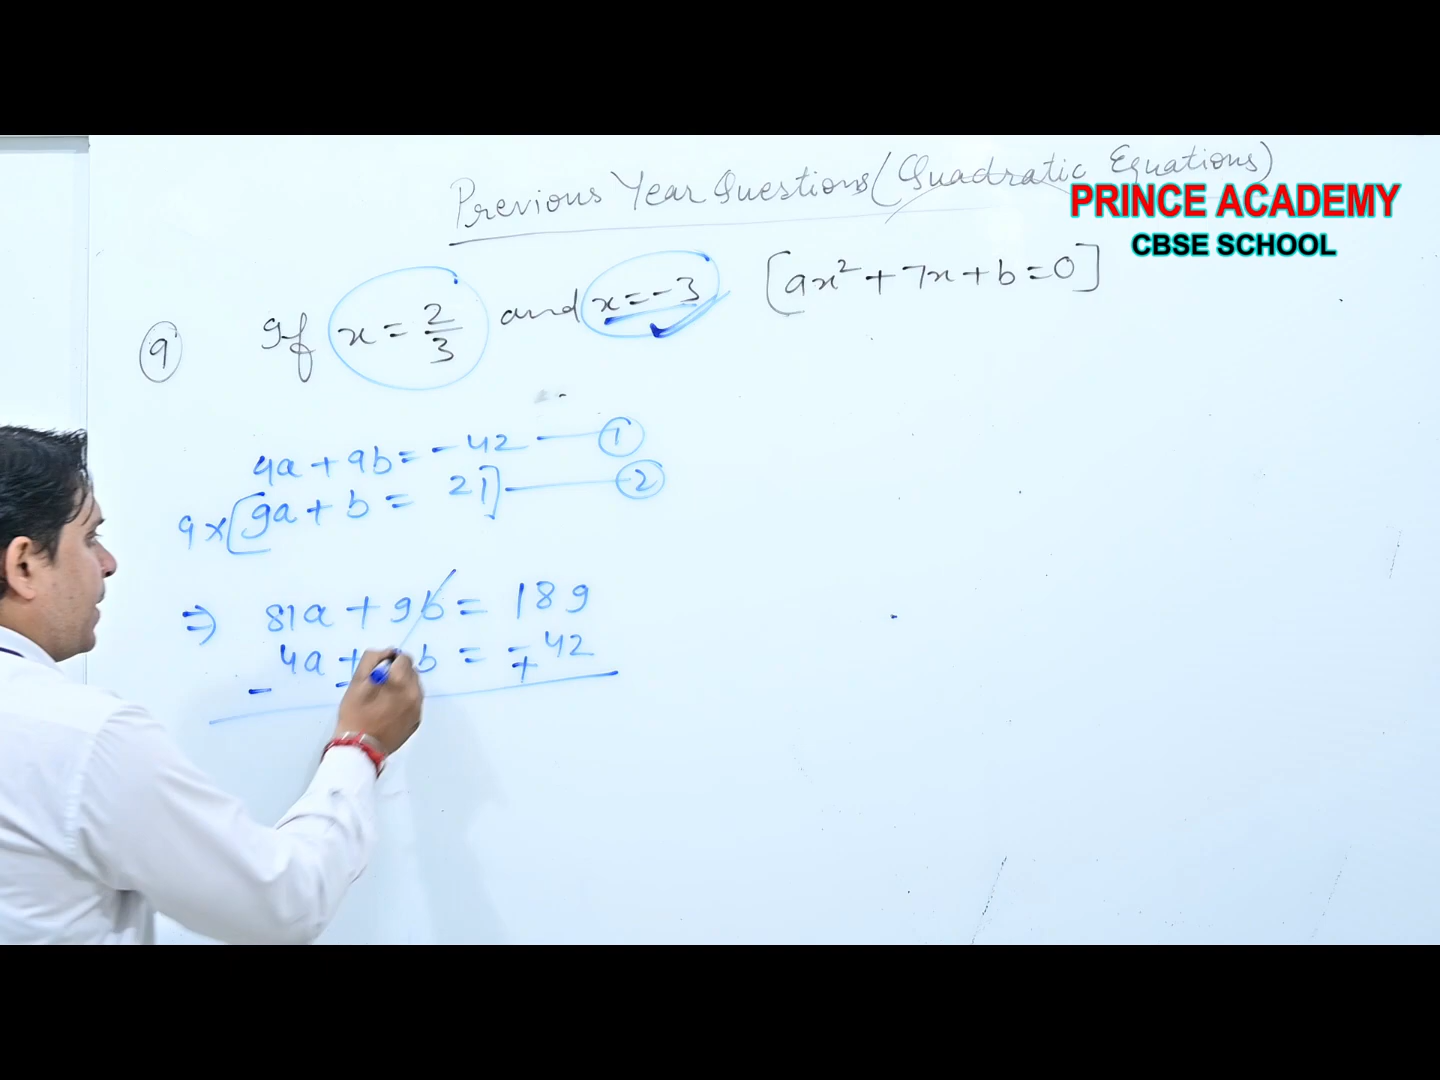 Previous Year Questions (Quadratic Equations)
PRINCE ACADEMY
CBSE SCHOOL
9 If x = 2/3 and x = -3 [ax² + 7x + b = 0]
4a + 9b = -42 — 1
9 × [9a + b = 21] — 2
⇒ 81a + 9b = 189
4a + b = -42
- - +